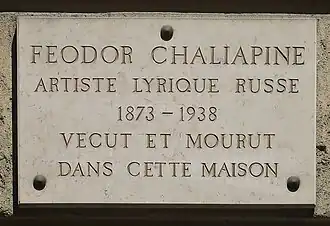 FEODOR CHALIAPINE
ARTISTE LYRIQUE RUSSE
1873 – 1938
VECUT ET MOURUT
DANS CETTE MAISON